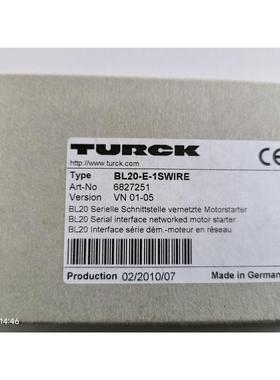 TURCK
http://www.turck.com
CE
Type BL20-E-1SWIRE
Art-No 6827251
Version VN 01-05
BL20 Serielle Schnittstelle vernetzte Motorstarter
BL20 Serial interface networked motor starter
BL20 Interface série dém.-moteur en réseau
Production 02/2010/07 Made in German
14:46